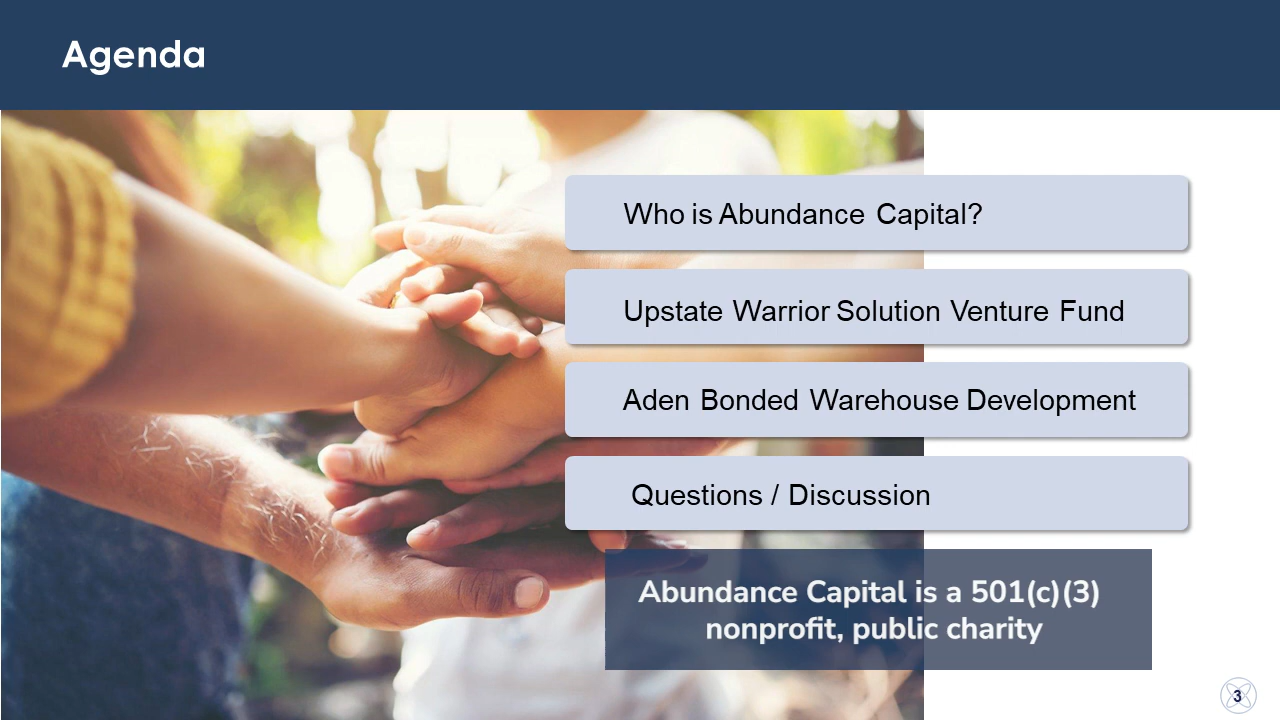 Agenda
Who is Abundance Capital?
Upstate Warrior Solution Venture Fund
Aden Bonded Warehouse Development
Questions / Discussion
Abundance Capital is a 501(c)(3)
nonprofit, public charity
3